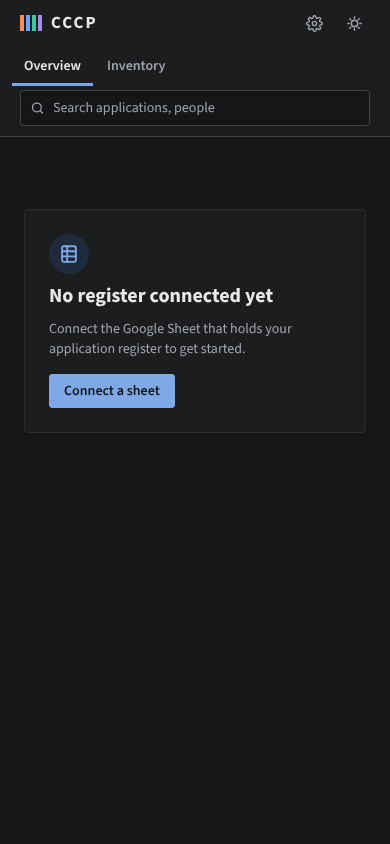 CCCP
Overview
Inventory
Search applications, people
No register connected yet
Connect the Google Sheet that holds your
application register to get started.
Connect a sheet